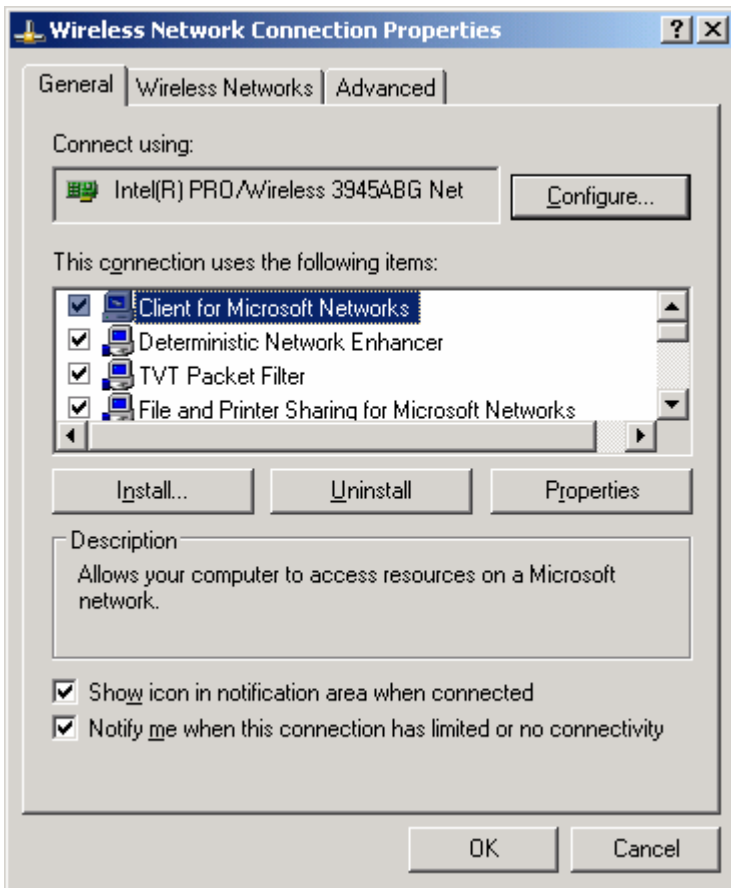 Wireless Network Connection Properties
General
Wireless Networks
Advanced
Connect using:
Intel(R) PRO/Wireless 3945ABG Net
Configure...
This connection uses the following items:
Client for Microsoft Networks
Deterministic Network Enhancer
TVT Packet Filter
File and Printer Sharing for Microsoft Networks
Install...
Uninstall
Properties
Description
Allows your computer to access resources on a Microsoft
network.
Show icon in notification area when connected
Notify me when this connection has limited or no connectivity
OK
Cancel